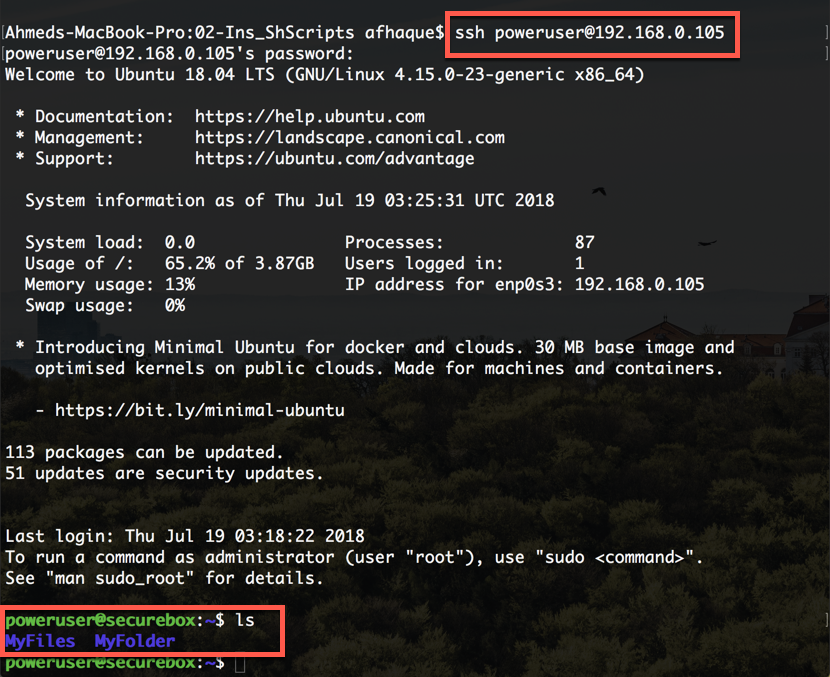 Ahmeds-MacBook-Pro:02-Ins_ShScripts afhaque$ ssh poweruser@192.168.0.105
poweruser@192.168.0.105's password:
Welcome to Ubuntu 18.04 LTS (GNU/Linux 4.15.0-23-generic x86_64)
* Documentation:  https://help.ubuntu.com
* Management:     https://landscape.canonical.com
* Support:        https://ubuntu.com/advantage
System information as of Thu Jul 19 03:25:31 UTC 2018
System load:  0.0               Processes:             87
Usage of /:   65.2% of 3.87GB   Users logged in:       1
Memory usage: 13%               IP address for enp0s3: 192.168.0.105
Swap usage:   0%
* Introducing Minimal Ubuntu for docker and clouds. 30 MB base image and
optimised kernels on public clouds. Made for machines and containers.
- https://bit.ly/minimal-ubuntu
113 packages can be updated.
51 updates are security updates.
Last login: Thu Jul 19 03:18:22 2018
To run a command as administrator (user "root"), use "sudo <command>".
See "man sudo_root" for details.
poweruser@securebox:~$ ls
MyFiles  MyFolder
poweruser@securebox:~$